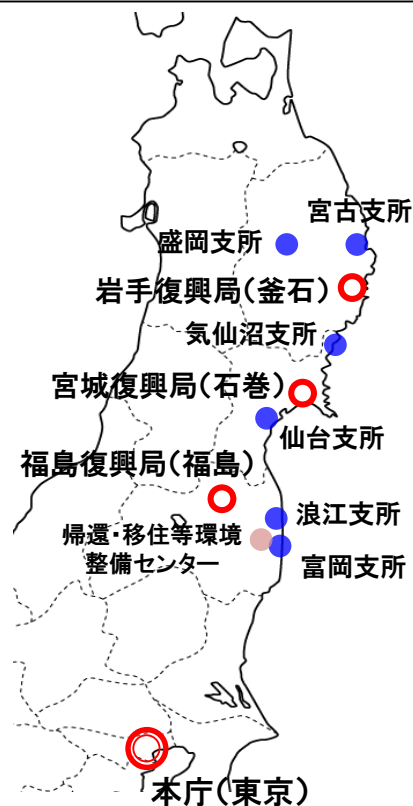 宮古支所
盛岡支所
岩手復興局(釜石)
気仙沼支所
宮城復興局(石巻)
仙台支所
福島復興局(福島)
浪江支所
帰還・移住等環境
整備センター
富岡支所
本庁(東京)